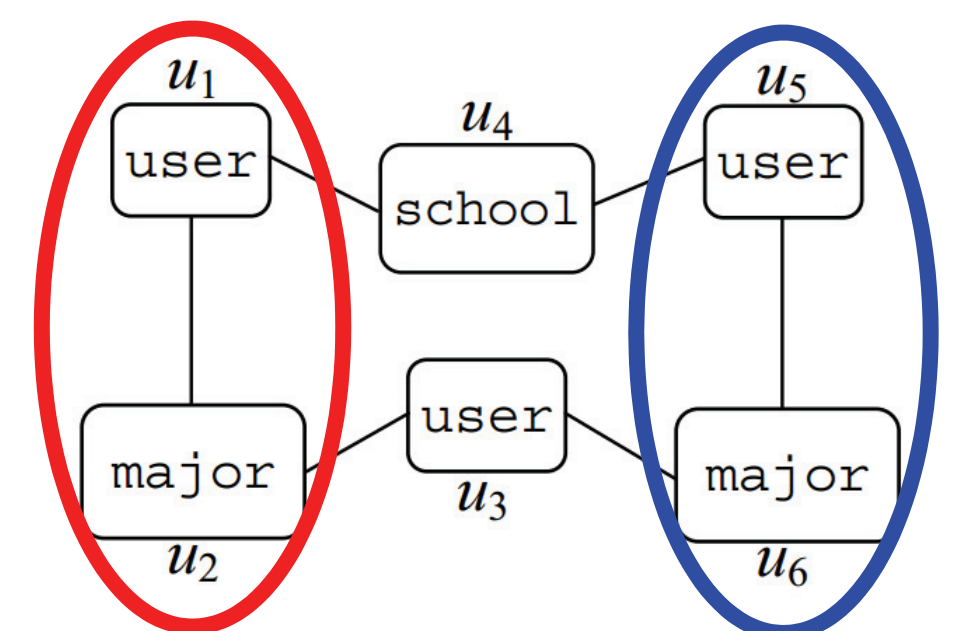 u₁
user
u₄
school
u₅
user
major
u₂
user
u₃
major
u₆